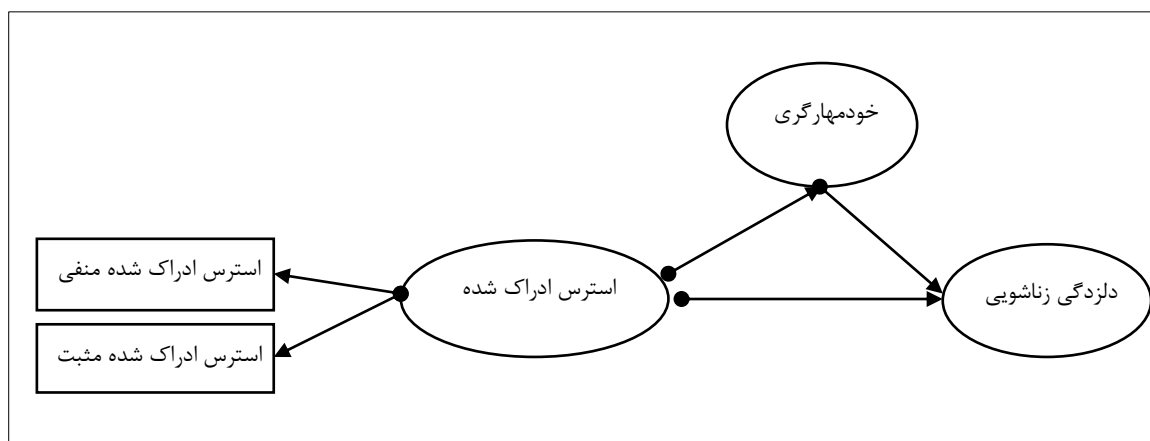 خودمهارگری
استرس ادراک شده منفی
استرس ادراک شده
دلزدگی زناشویی
استرس ادراک شده مثبت